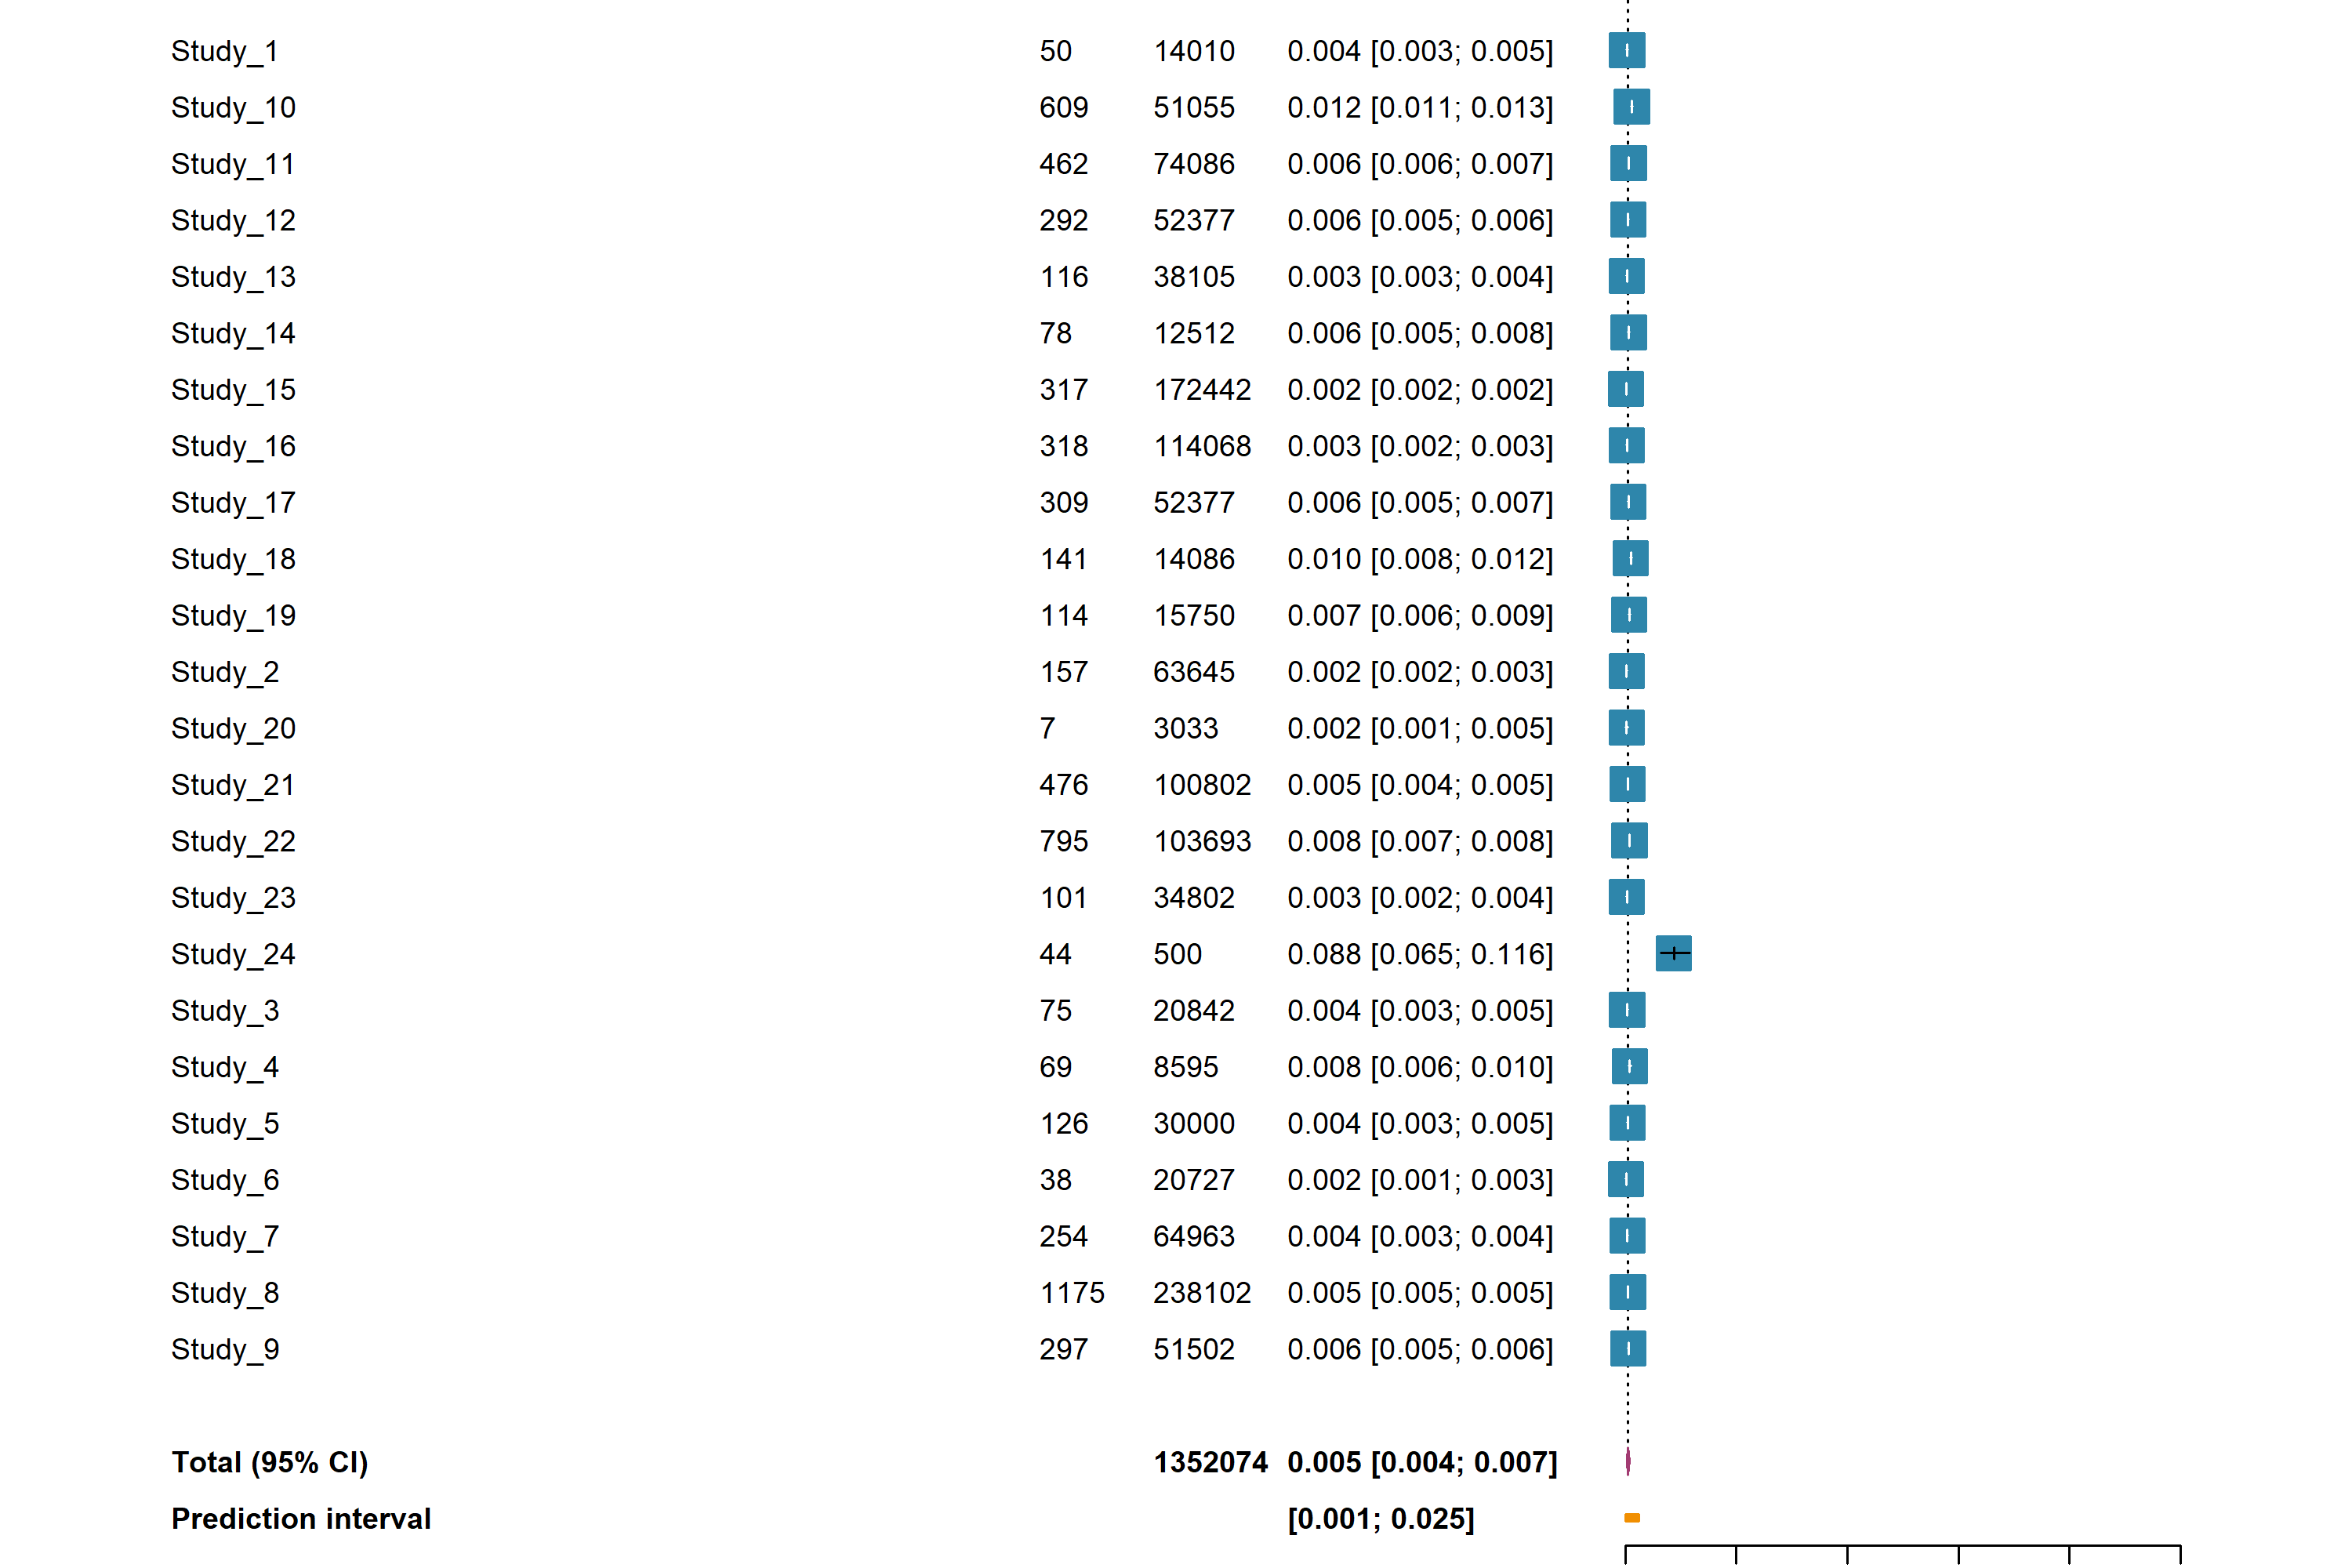 Study_1 50 14010 0.004 [0.003; 0.005]
Study_10 609 51055 0.012 [0.011; 0.013]
Study_11 462 74086 0.006 [0.006; 0.007]
Study_12 292 52377 0.006 [0.005; 0.006]
Study_13 116 38105 0.003 [0.003; 0.004]
Study_14 78 12512 0.006 [0.005; 0.008]
Study_15 317 172442 0.002 [0.002; 0.002]
Study_16 318 114068 0.003 [0.002; 0.003]
Study_17 309 52377 0.006 [0.005; 0.007]
Study_18 141 14086 0.010 [0.008; 0.012]
Study_19 114 15750 0.007 [0.006; 0.009]
Study_2 157 63645 0.002 [0.002; 0.003]
Study_20 7 3033 0.002 [0.001; 0.005]
Study_21 476 100802 0.005 [0.004; 0.005]
Study_22 795 103693 0.008 [0.007; 0.008]
Study_23 101 34802 0.003 [0.002; 0.004]
Study_24 44 500 0.088 [0.065; 0.116]
Study_3 75 20842 0.004 [0.003; 0.005]
Study_4 69 8595 0.008 [0.006; 0.010]
Study_5 126 30000 0.004 [0.003; 0.005]
Study_6 38 20727 0.002 [0.001; 0.003]
Study_7 254 64963 0.004 [0.003; 0.004]
Study_8 1175 238102 0.005 [0.005; 0.005]
Study_9 297 51502 0.006 [0.005; 0.006]
Total (95% CI) 1352074 0.005 [0.004; 0.007]
Prediction interval [0.001; 0.025]